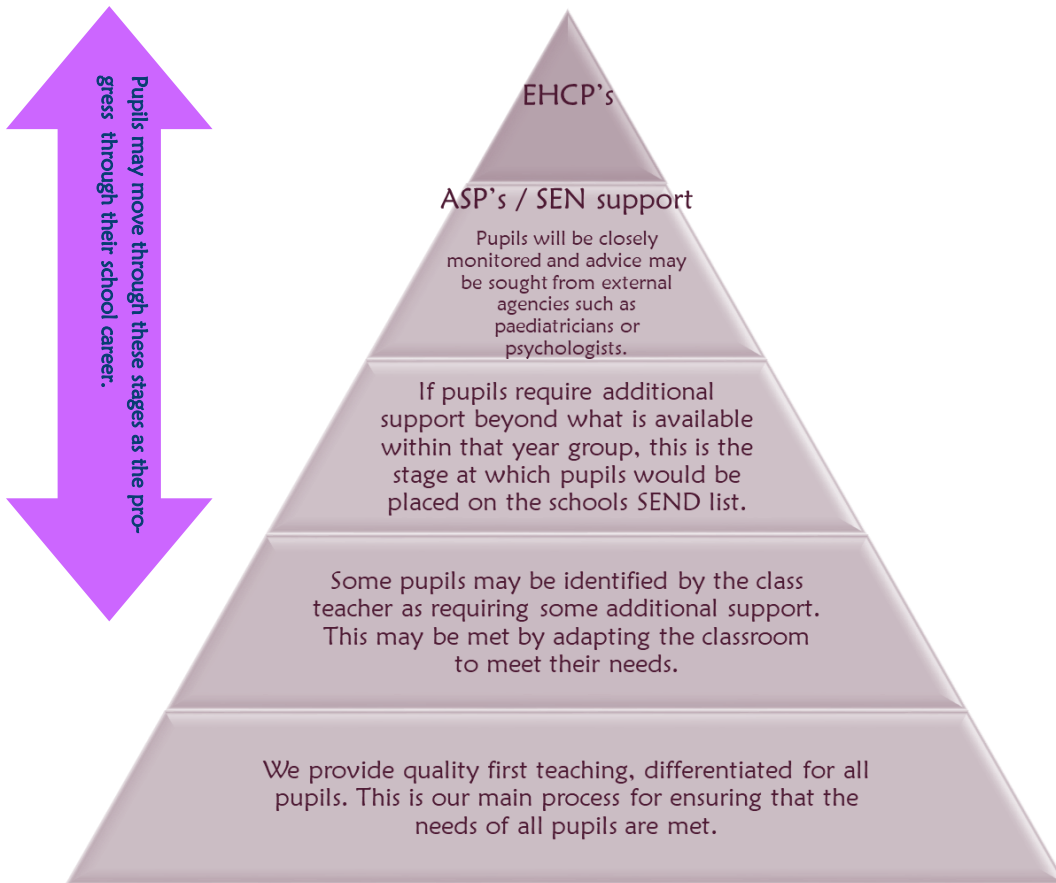 Pupils may move through these stages as the pro-
gress through their school career.
EHCP's
ASP's / SEN support
Pupils will be closely
monitored and advice may
be sought from external
agencies such as
paediatricians or
psychologists.
If pupils require additional
support beyond what is available
within that year group, this is the
stage at which pupils would be
placed on the schools SEND list.
Some pupils may be identified by the class
teacher as requiring some additional support.
This may be met by adapting the classroom
to meet their needs.
We provide quality first teaching, differentiated for all
pupils. This is our main process for ensuring that the
needs of all pupils are met.